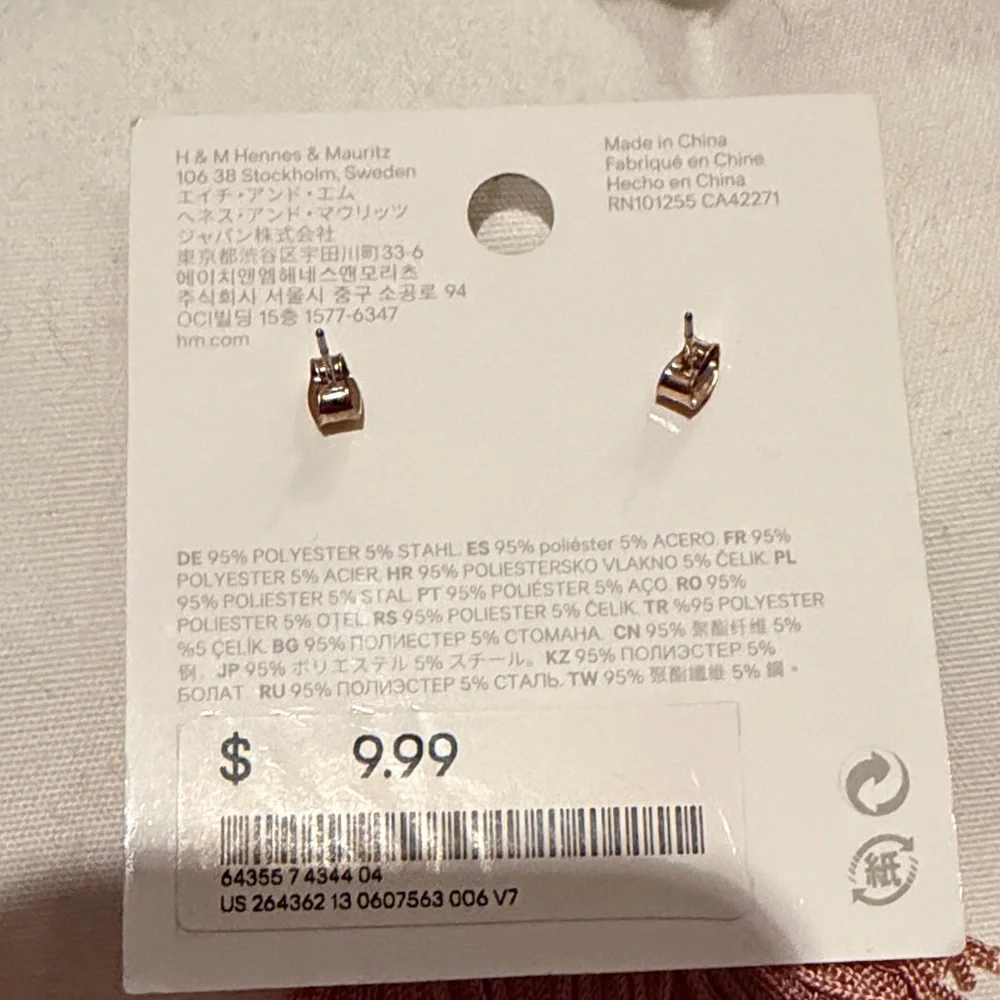 H & M Hennes & Mauritz
106 38 Stockholm, Sweden
エイチ・アンド・エム
ヘネス・アンド・マウリッツ
ジャパン株式会社
東京都渋谷区宇田川町33-6
에이치앤엠헤네스앤모리츠
주식회사 서울시 중구 소공로 94
OCI빌딩 15층 1577-6347
hm.com
Made in China
Fabriqué en Chine
Hecho en China
RN101255 CA42271
DE 95% POLYESTER 5% STAHL. ES 95% poliéster 5% ACERO. FR 95%
POLYESTER 5% ACIER. HR 95% POLIESTERSKO VLAKNO 5% ČELIK. PL
95% POLIESTER 5% STAL. PT 95% POLIÉSTER 5% AÇO. RO 95%
POLIESTER 5% OȚEL. RS 95% POLIESTER 5% ČELIK. TR %95 POLYESTER
%5 ÇELİK. BG 95% ПОЛИЕСТЕР 5% СТОМАНА. CN 95% 聚酯纤维 5%
例. JP 95% ポリエステル 5% スチール。 KZ 95% ПОЛИЭСТЕР 5%
БОЛАТ. RU 95% ПОЛИЭСТЕР 5% СТАЛЬ. TW 95% 聚酯纖維 5% 鋼。
$ 9.99
64355 7 4344 04
US 264362 13 0607563 006 V7
紙